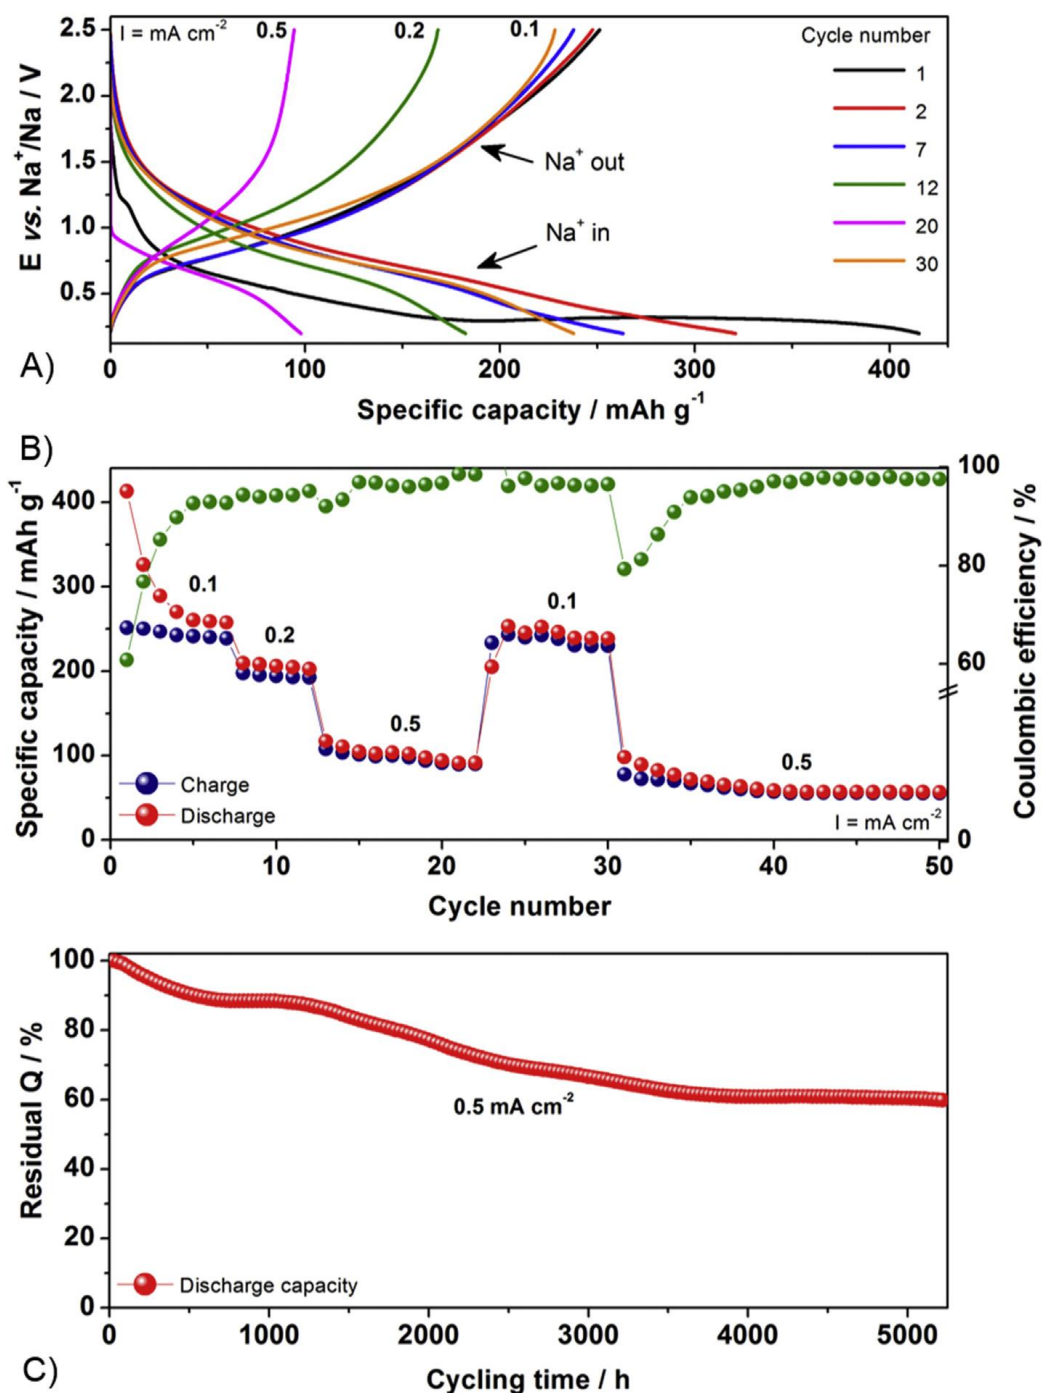 I = mA cm-2 0.5 0.2 0.1 Cycle number
2.5
2.0
1.5
1.0
0.5
E vs. Na+/Na / V
1
2
7
12
20
30
Na+ out
Na+ in
0 100 200 300 400
A)
Specific capacity / mAh g-1
B)
400
300
200
100
0
Specific capacity / mAh g-1
100
80
60
0
Coulombic efficiency / %
0.1
0.2
0.5
0.1
0.5
Charge
Discharge
I = mA cm-2
0 10 20 30 40 50
Cycle number
100
80
60
40
20
0
Residual Q / %
0.5 mA cm-2
Discharge capacity
0 1000 2000 3000 4000 5000
C)
Cycling time / h